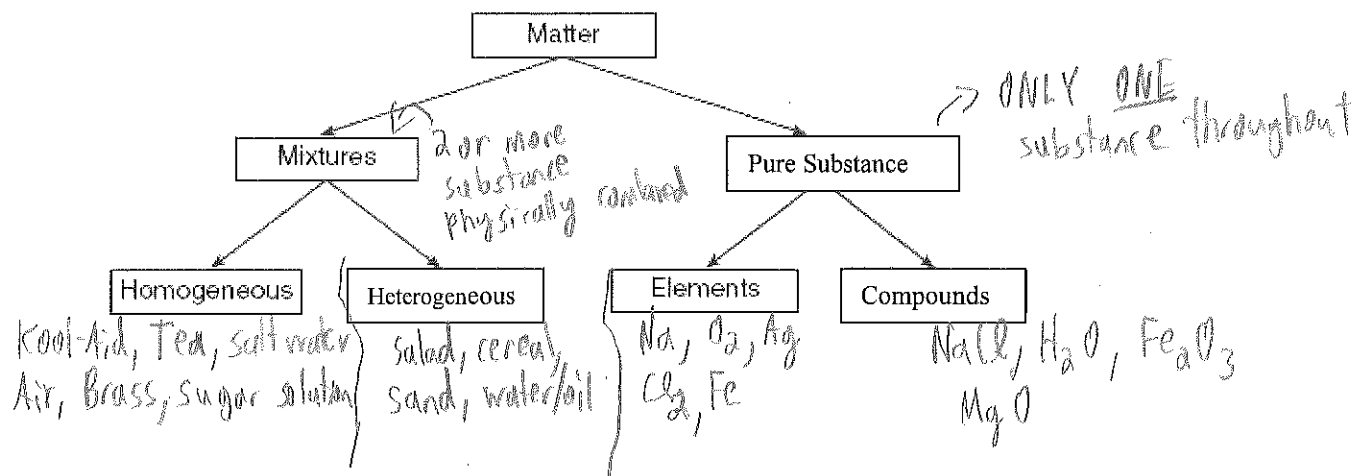 Matter
→ ONLY ONE
substance throughout
Mixtures
2 or more
substance
physically combined
Pure Substance
Homogeneous
Kool-Aid, Tea, salt water
Air, Brass, sugar solution
Heterogeneous
salad, cereal,
sand, water/oil
Elements
Na, O₂, Ag
Cl₂, Fe
Compounds
NaCl, H₂O, Fe₂O₃
MgO